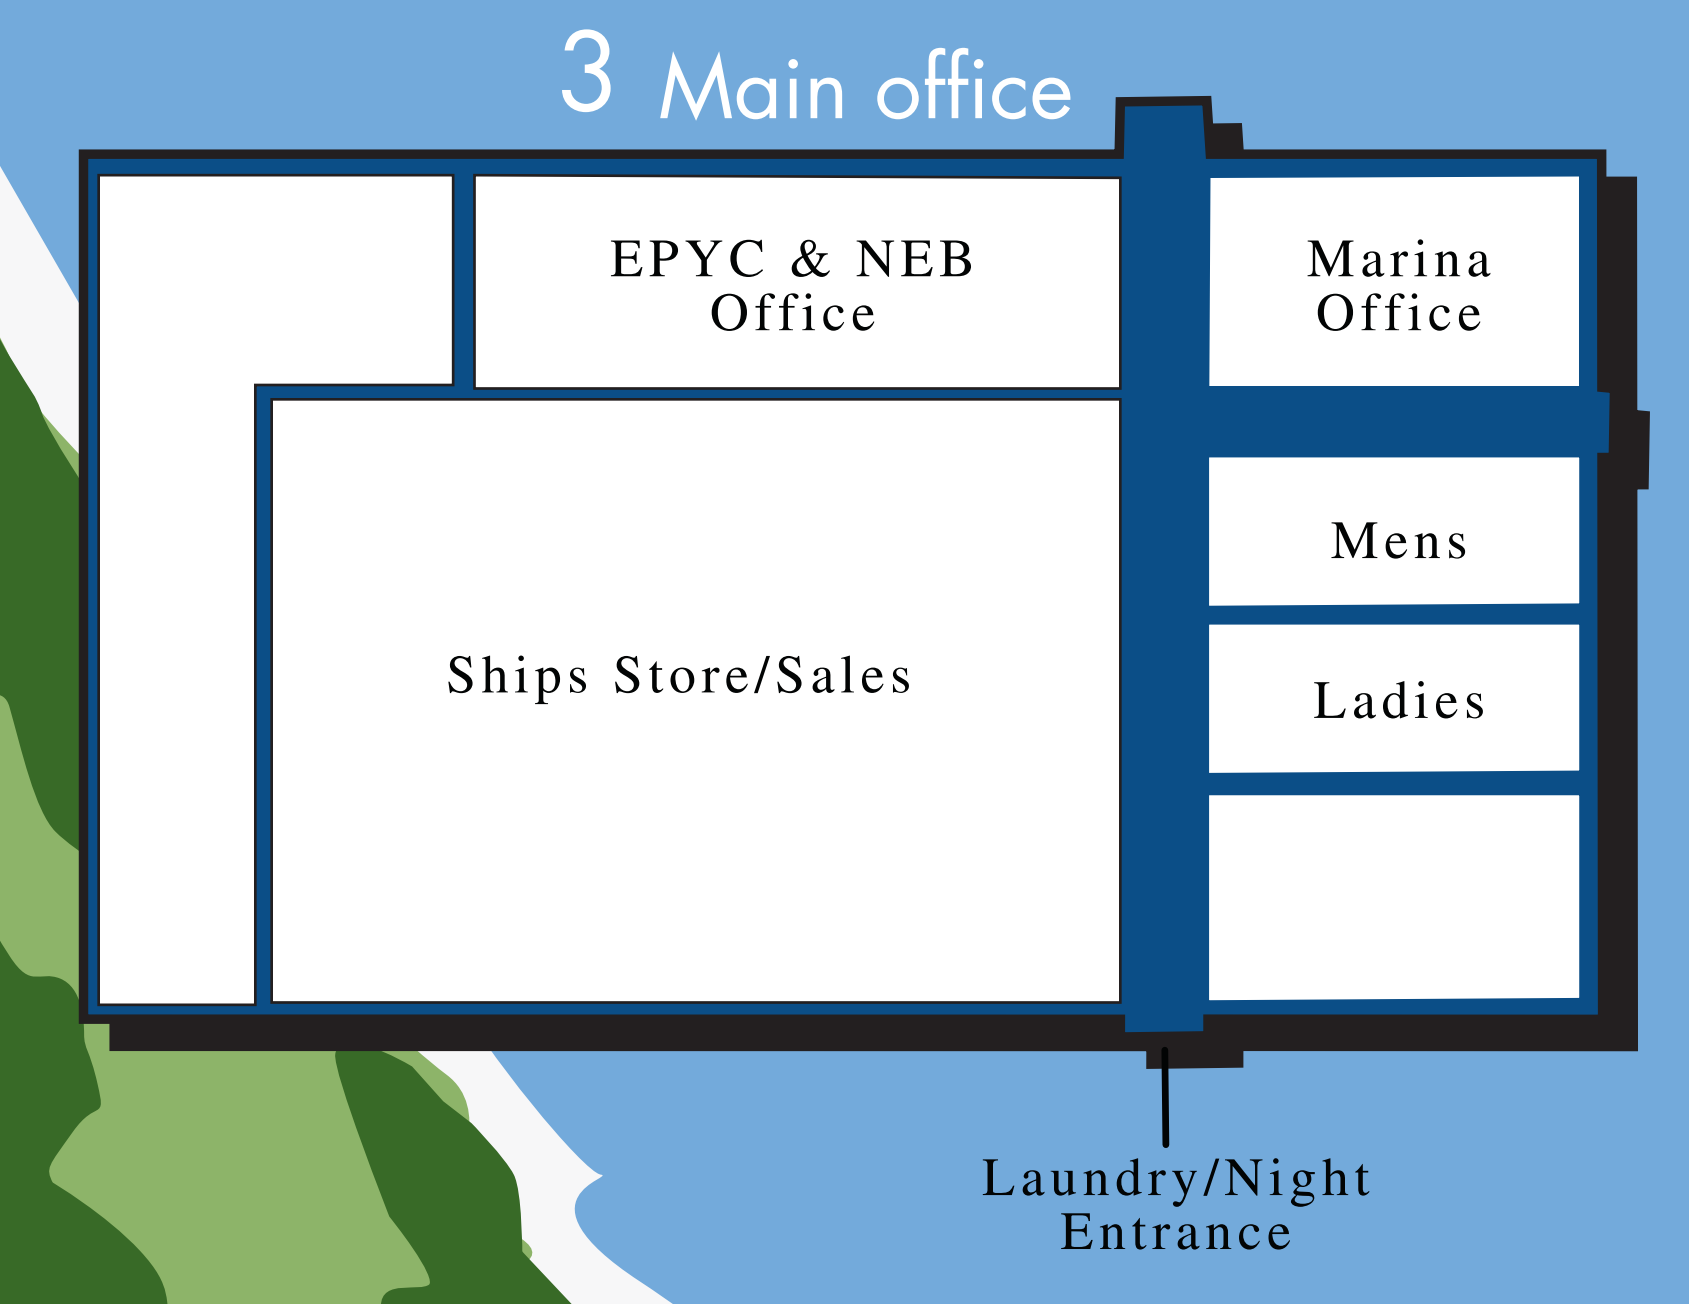 3 Main office
EPYC & NEB
Office
Marina
Office
Mens
Ships Store/Sales
Ladies
Laundry/Night
Entrance